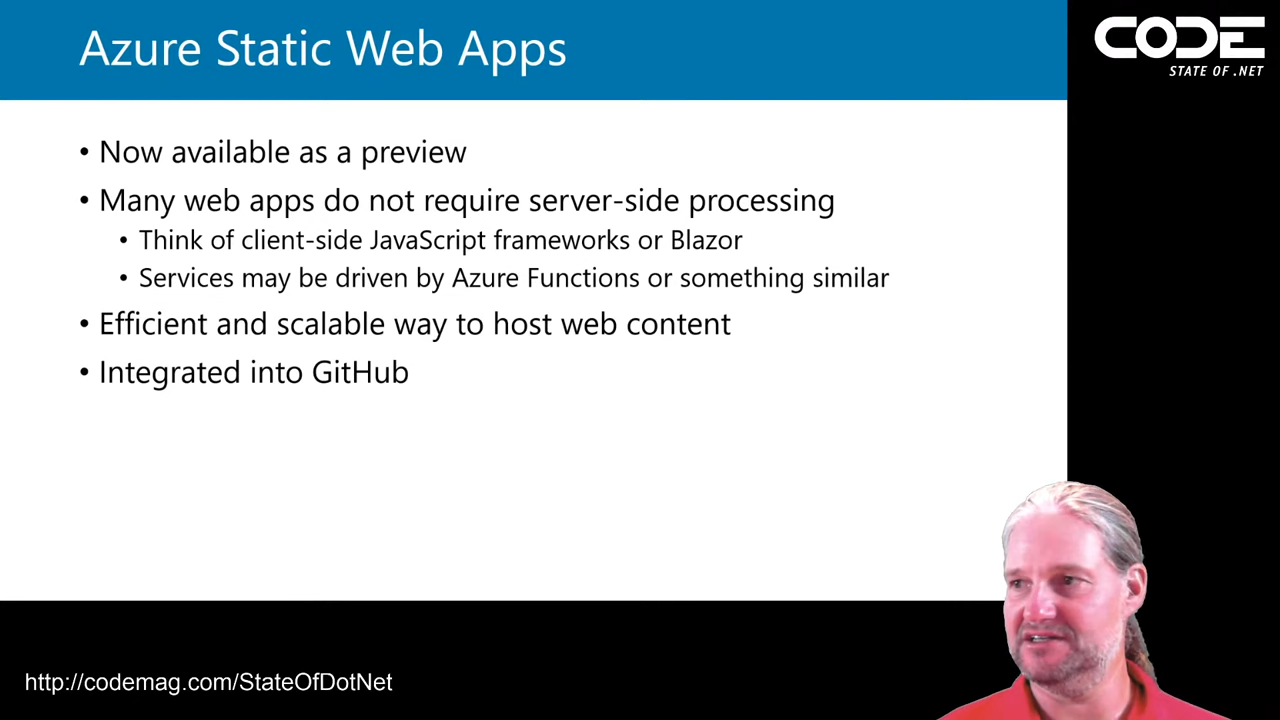 Azure Static Web Apps
CODE
STATE OF .NET
• Now available as a preview
• Many web apps do not require server-side processing
• Think of client-side JavaScript frameworks or Blazor
• Services may be driven by Azure Functions or something similar
• Efficient and scalable way to host web content
• Integrated into GitHub
http://codemag.com/StateOfDotNet